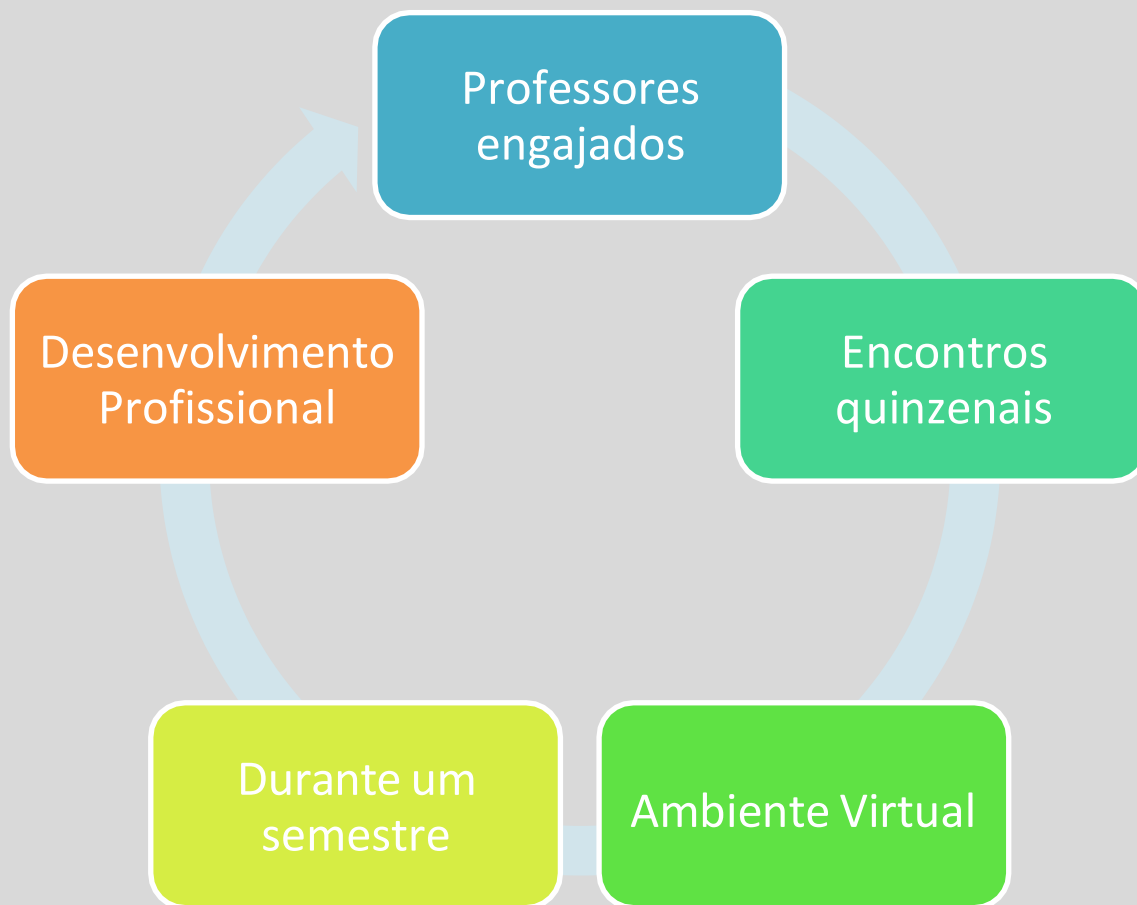 Professores
engajados
Encontros
quinzenais
Ambiente Virtual
Durante um
semestre
Desenvolvimento
Profissional